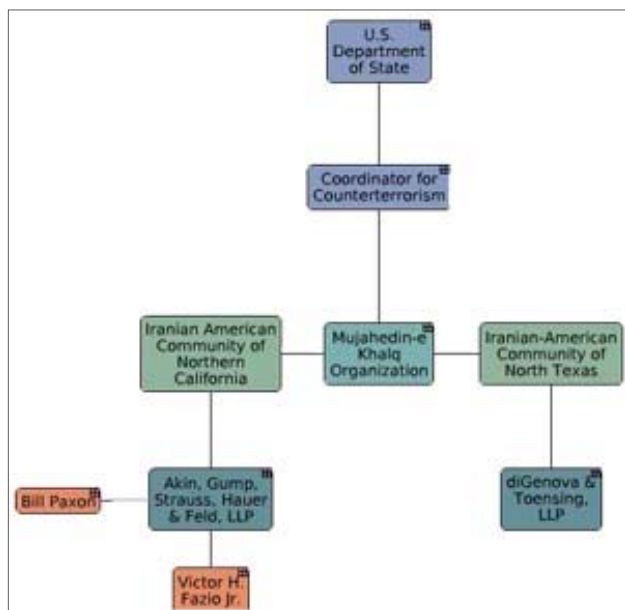 U.S.
Department
of State
Coordinator for
Counterterrorism
Iranian American
Community of
Northern
California
Mujahedin-e
Khalq
Organization
Iranian-American
Community of
North Texas
Bill Paxon
Akin, Gump,
Strauss, Hauer
& Feld, LLP
diGenova &
Toensing,
LLP
Victor H.
Fazio Jr.